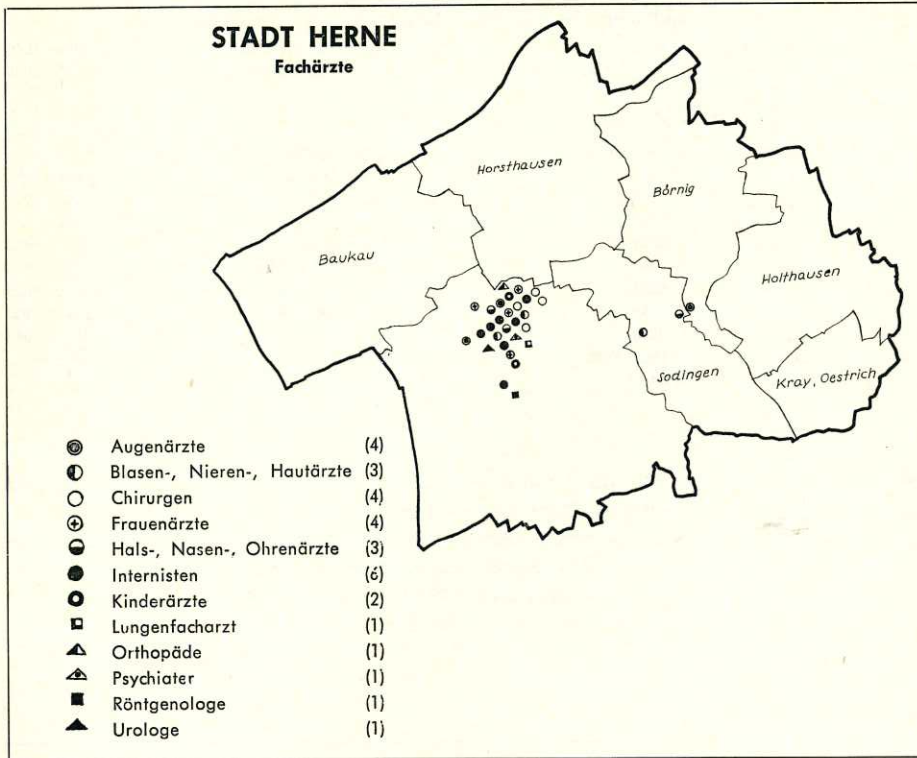 STADT HERNE
Fachärzte
Horsthausen
Börnig
Baukau
Holthausen
Sodingen
Kray, Oestrich
Augenärzte (4)
Blasen-, Nieren-, Hautärzte (3)
Chirurgen (4)
Frauenärzte (4)
Hals-, Nasen-, Ohrenärzte (3)
Internisten (6)
Kinderärzte (2)
Lungenfacharzt (1)
Orthopäde (1)
Psychiater (1)
Röntgenologe (1)
Urologe (1)